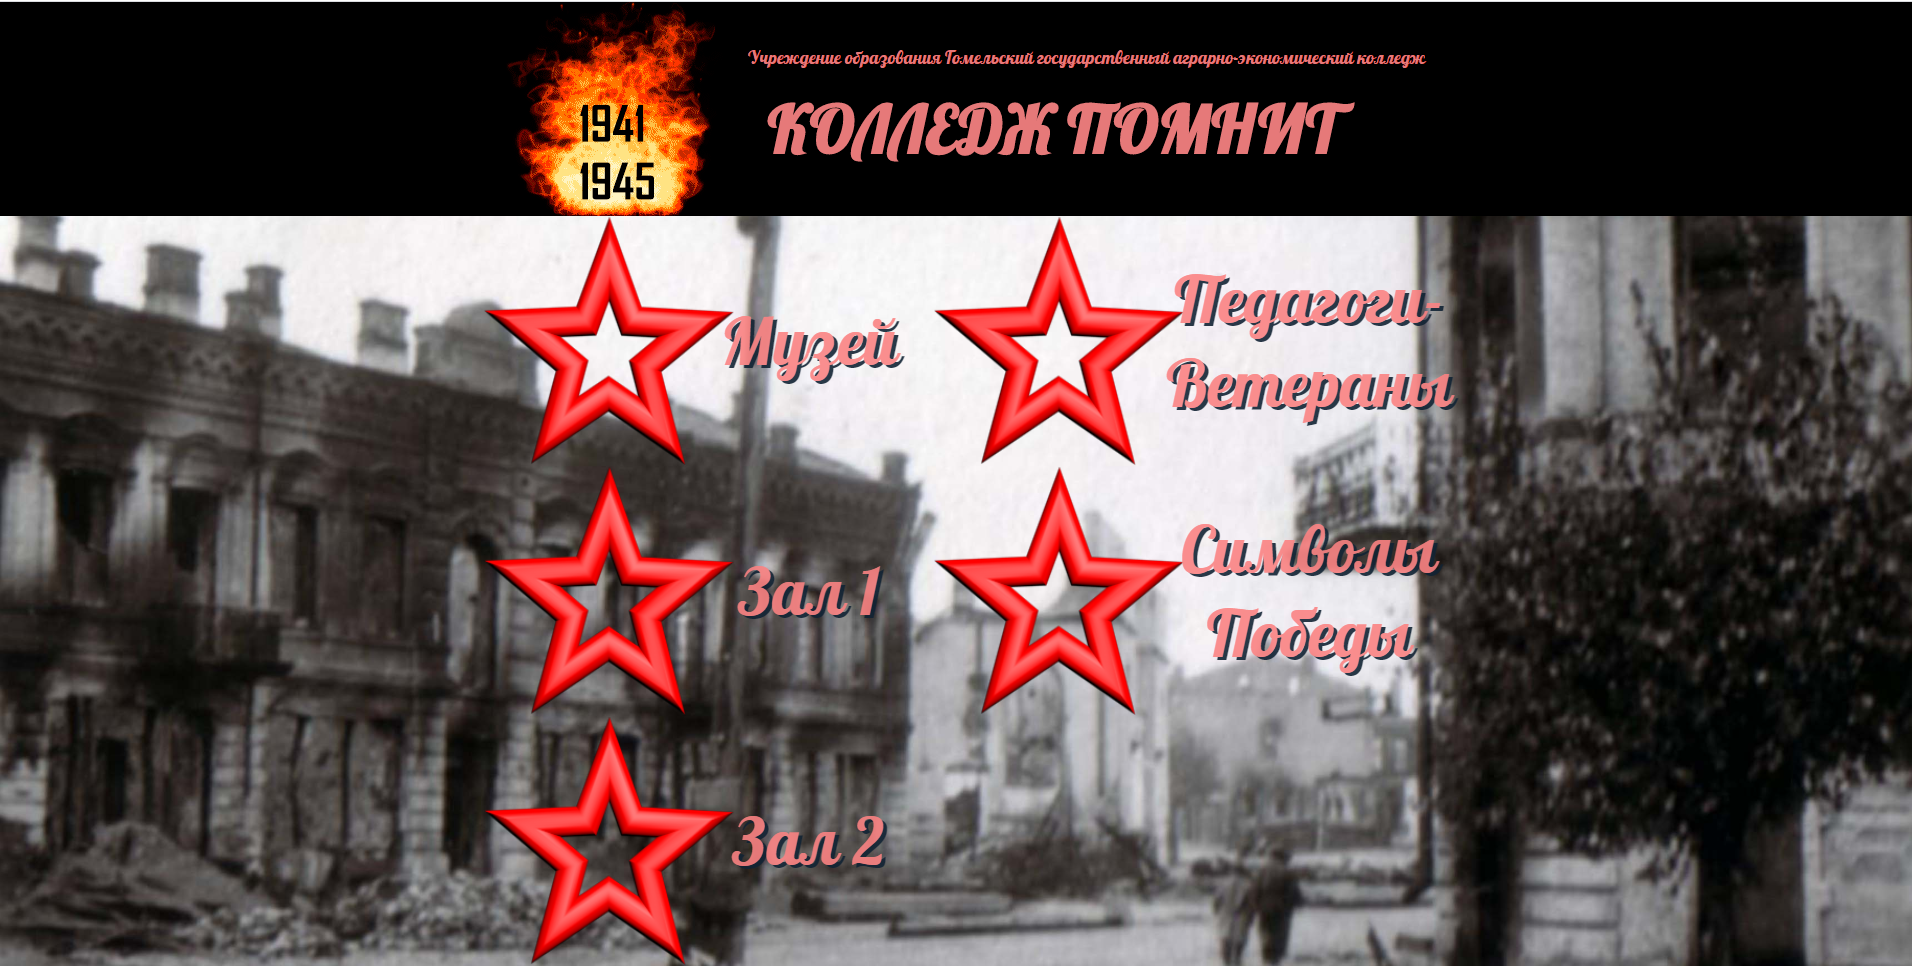 Учреждение образования Гомельский государственный аграрно-экономический колледж
КОЛЛЕДЖ ПОМНИТ
1941
1945
Музей
Педагоги-
Ветераны
Зал 1
Символы
Победы
Зал 2